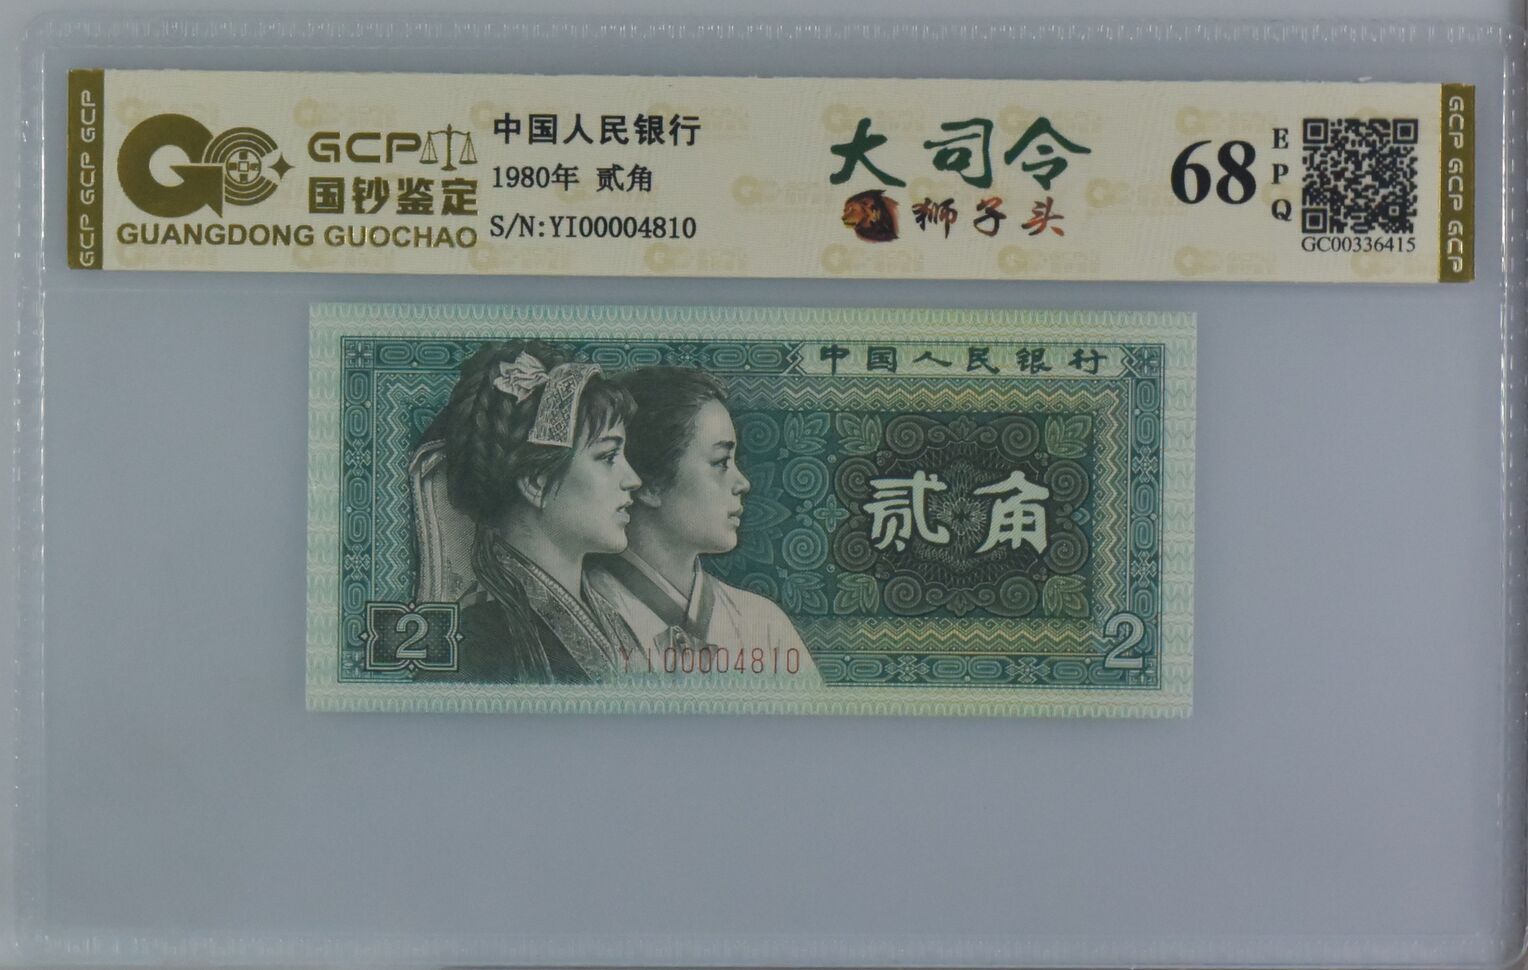 GCP GCP GCP
GCP
国钞鉴定
GUANGDONG GUOCHAO
中国人民银行
1980年 贰角
S/N:YI00004810
大司令
狮子头
68
EPQ
GC00336415
GCP GCP GCP
中国人民银行
贰角
2
YI00004810
2